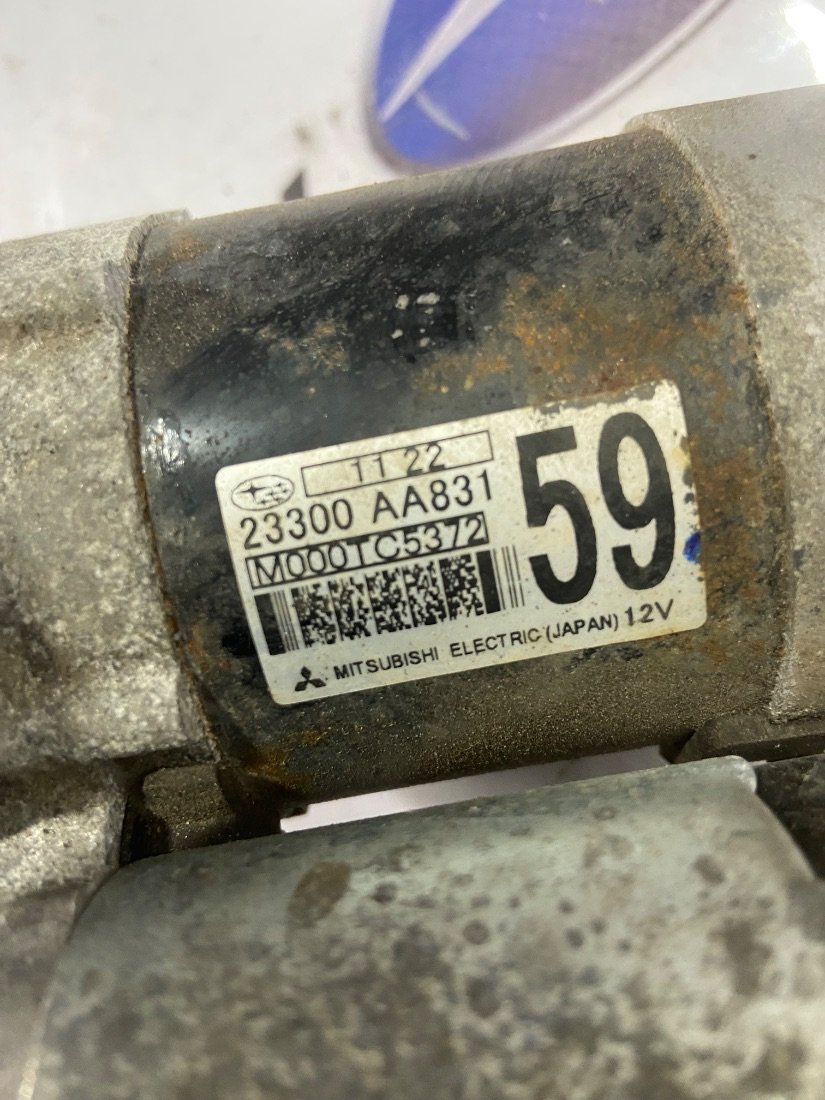 11 22
23300 AA831
M000TC5372
59
MITSUBISHI ELECTRIC (JAPAN) 12V